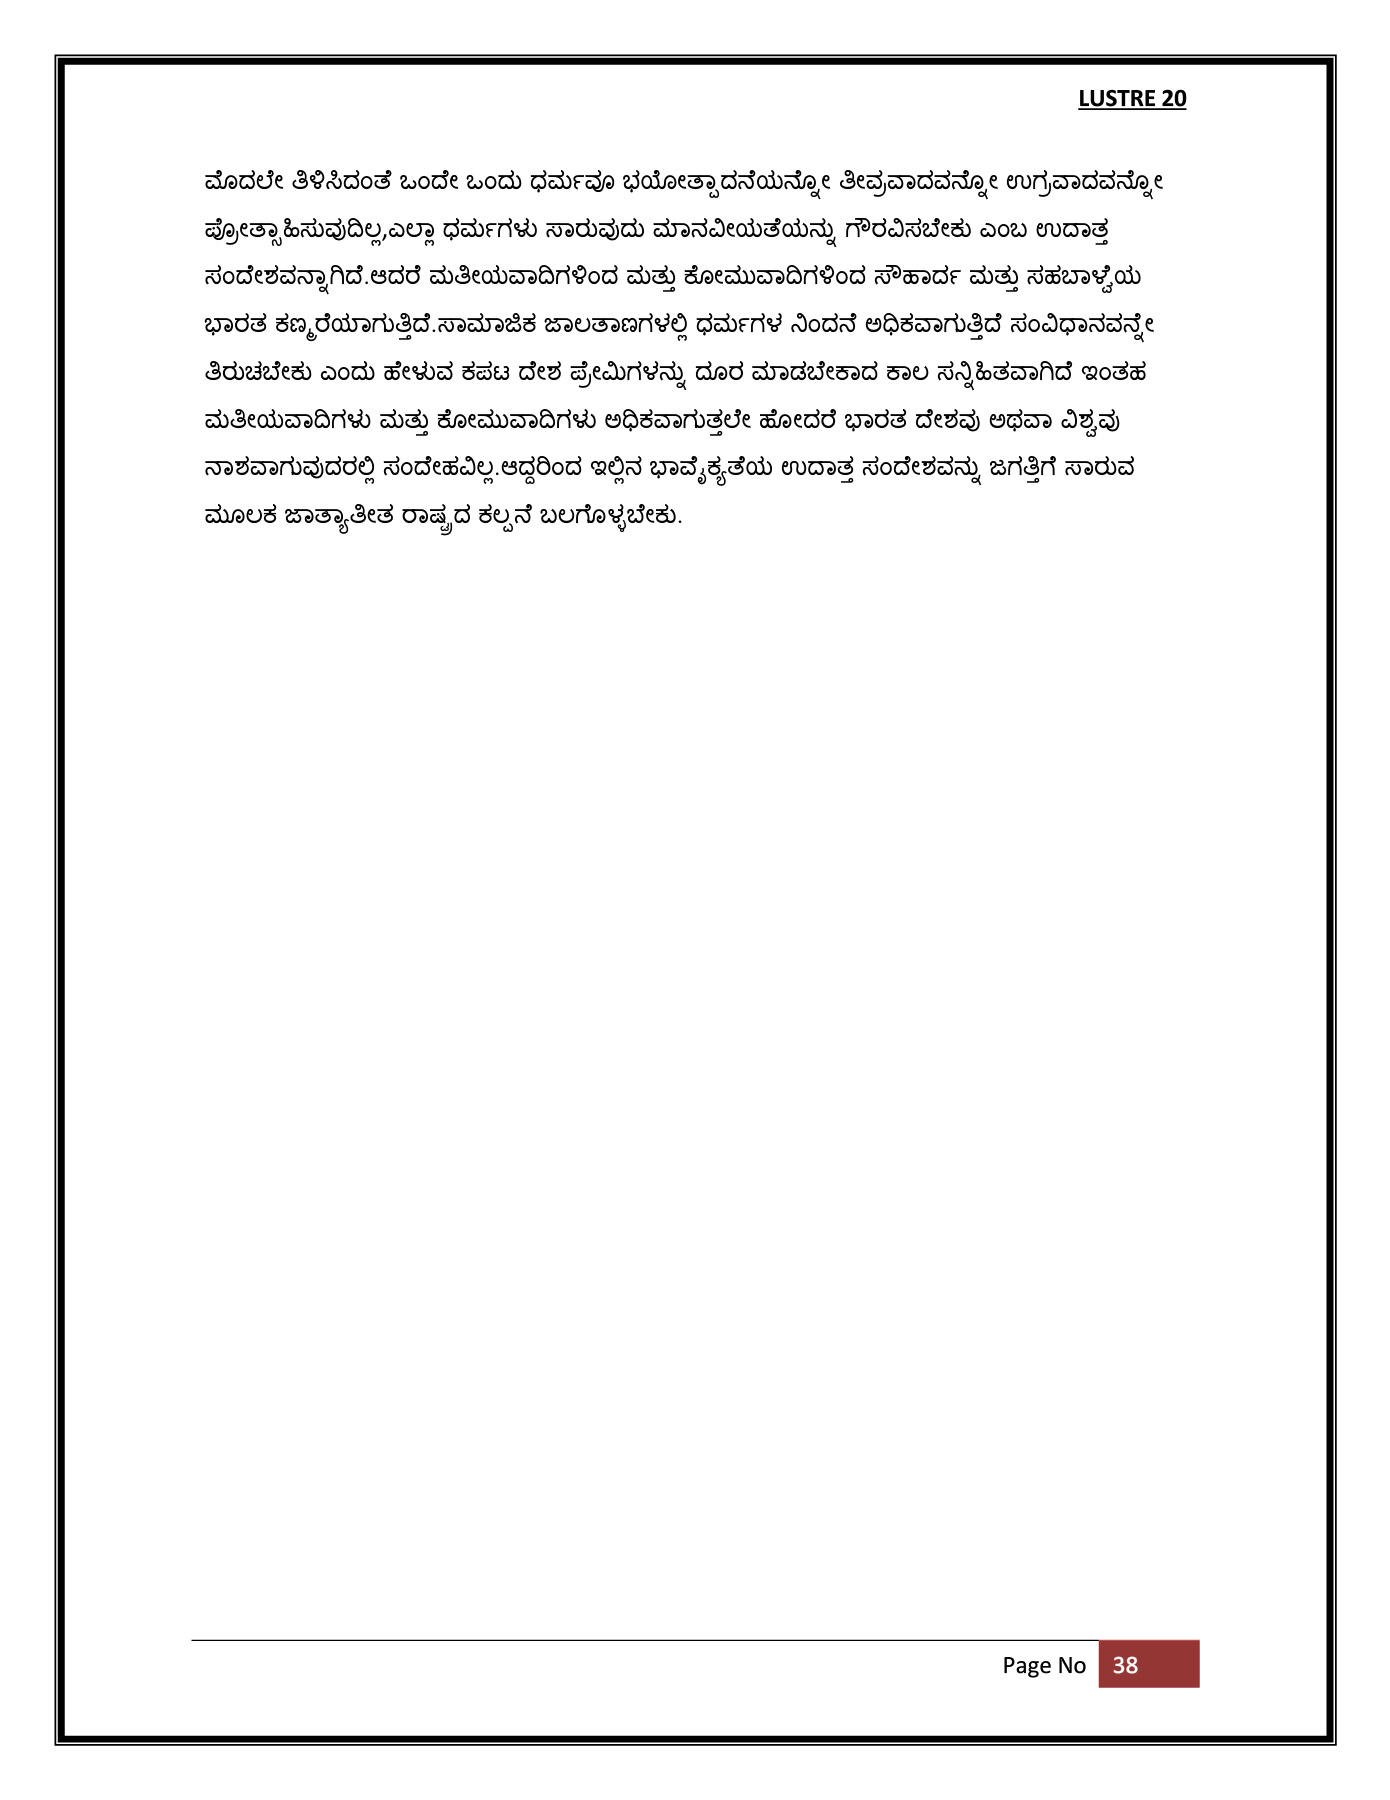 LUSTRE 20
ಮೊದಲೇ ತಿಳಿಸಿದಂತೆ ಒಂದೇ ಒಂದು ಧರ್ಮವೂ ಭಯೋತ್ಪಾದನೆಯನ್ನೋ ತೀವ್ರವಾದವನ್ನೋ ಉಗ್ರವಾದವನ್ನೋ
ಪ್ರೋತ್ಸಾಹಿಸುವುದಿಲ್ಲ,ಎಲ್ಲಾ ಧರ್ಮಗಳು ಸಾರುವುದು ಮಾನವೀಯತೆಯನ್ನು ಗೌರವಿಸಬೇಕು ಎಂಬ ಉದಾತ್ತ
ಸಂದೇಶವನ್ನಾಗಿದೆ.ಆದರೆ ಮತೀಯವಾದಿಗಳಿಂದ ಮತ್ತು ಕೋಮುವಾದಿಗಳಿಂದ ಸೌಹಾರ್ದ ಮತ್ತು ಸಹಬಾಳ್ವೆಯ
ಭಾರತ ಕಣ್ಮರೆಯಾಗುತ್ತಿದೆ.ಸಾಮಾಜಿಕ ಜಾಲತಾಣಗಳಲ್ಲಿ ಧರ್ಮಗಳ ನಿಂದನೆ ಅಧಿಕವಾಗುತ್ತಿದೆ ಸಂವಿಧಾನವನ್ನೇ
ತಿರುಚಬೇಕು ಎಂದು ಹೇಳುವ ಕಪಟ ದೇಶ ಪ್ರೇಮಿಗಳನ್ನು ದೂರ ಮಾಡಬೇಕಾದ ಕಾಲ ಸನ್ನಿಹಿತವಾಗಿದೆ ಇಂತಹ
ಮತೀಯವಾದಿಗಳು ಮತ್ತು ಕೋಮುವಾದಿಗಳು ಅಧಿಕವಾಗುತ್ತಲೇ ಹೋದರೆ ಭಾರತ ದೇಶವು ಅಥವಾ ವಿಶ್ವವು
ನಾಶವಾಗುವುದರಲ್ಲಿ ಸಂದೇಹವಿಲ್ಲ.ಆದ್ದರಿಂದ ಇಲ್ಲಿನ ಭಾವೈಕ್ಯತೆಯ ಉದಾತ್ತ ಸಂದೇಶವನ್ನು ಜಗತ್ತಿಗೆ ಸಾರುವ
ಮೂಲಕ ಜಾತ್ಯಾತೀತ ರಾಷ್ಟ್ರದ ಕಲ್ಪನೆ ಬಲಗೊಳ್ಳಬೇಕು.
Page No 38